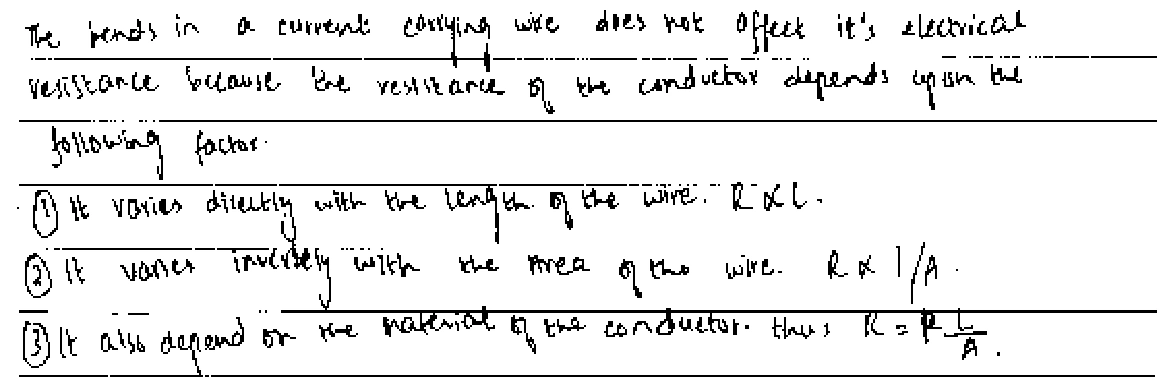 The bends in a current carrying wire does not affect it's electrical
resistance because the resistance of the conductor depends upon the
following factor.
① It varies directly with the length of the wire. R ∝ L.
② It varies inversely with the Area of the wire. R ∝ 1/A.
③ It also depend on the material of the conductor. thus R = ρ L/A.